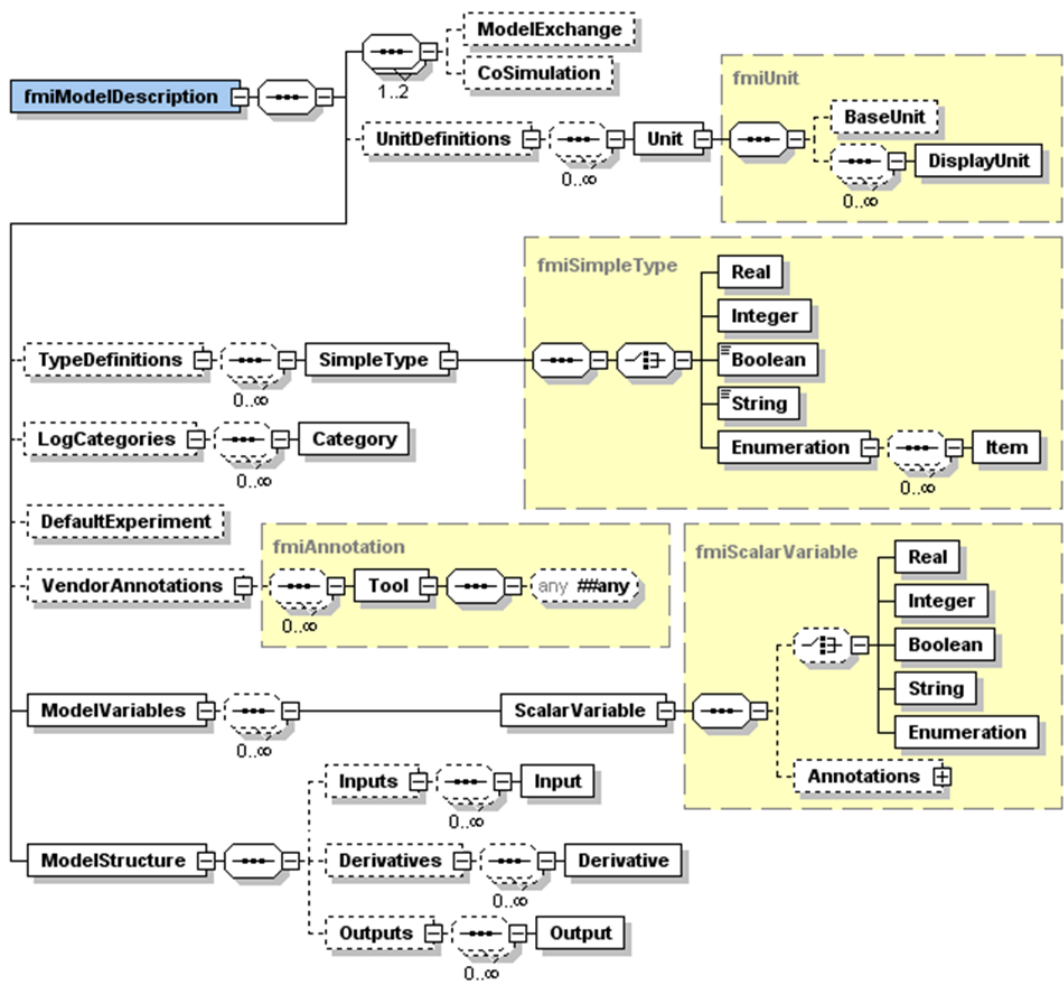 ModelExchange
CoSimulation
1..2
fmiModelDescription
fmiUnit
BaseUnit
UnitDefinitions
Unit
DisplayUnit
0..∞
0..∞
fmiSimpleType
Real
Integer
TypeDefinitions
SimpleType
Boolean
0..∞
String
LogCategories
Category
Enumeration
Item
0..∞
0..∞
DefaultExperiment
fmiAnnotation
fmiScalarVariable
Real
VendorAnnotations
Tool
any ##any
Integer
0..∞
Boolean
String
ModelVariables
ScalarVariable
Enumeration
0..∞
Annotations
Inputs
Input
0..∞
ModelStructure
Derivatives
Derivative
0..∞
Outputs
Output
0..∞